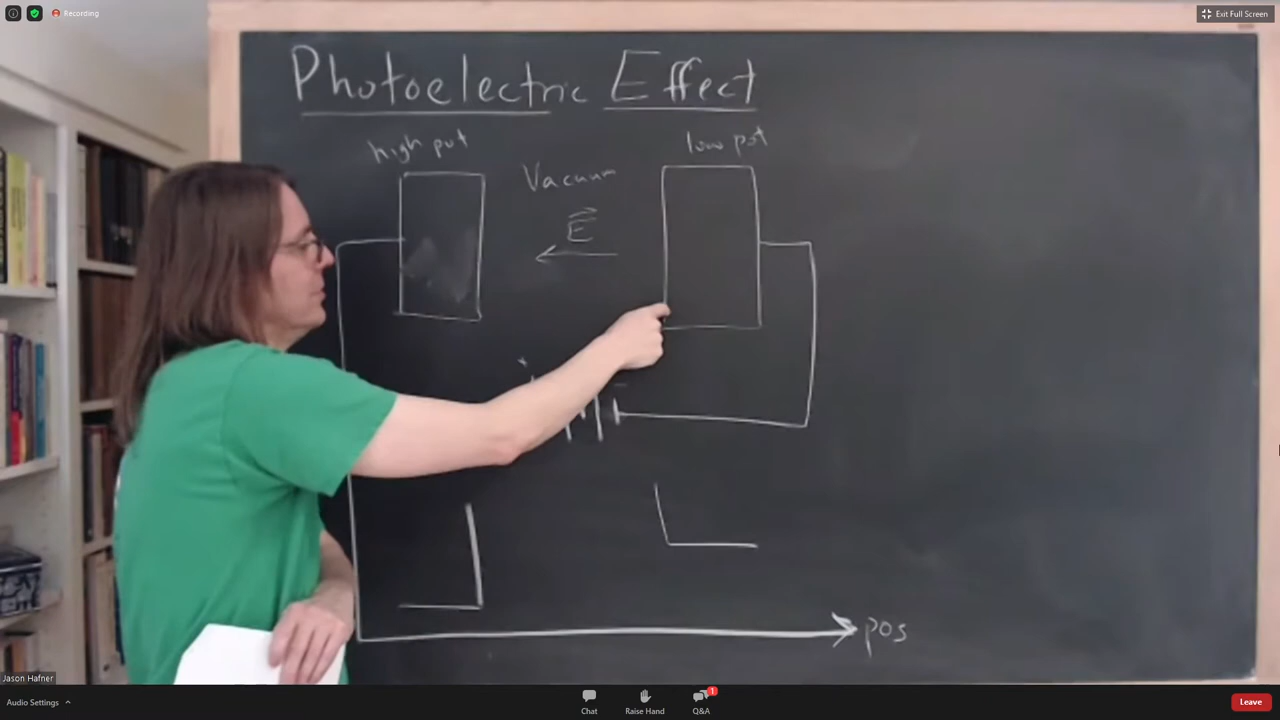 Recording
Exit Full Screen
Photoelectric Effect
high pot
low pot
Vacuum
E
+
-
pos
Jason Hafner
Audio Settings
Chat
Raise Hand
Q&A
1
Leave